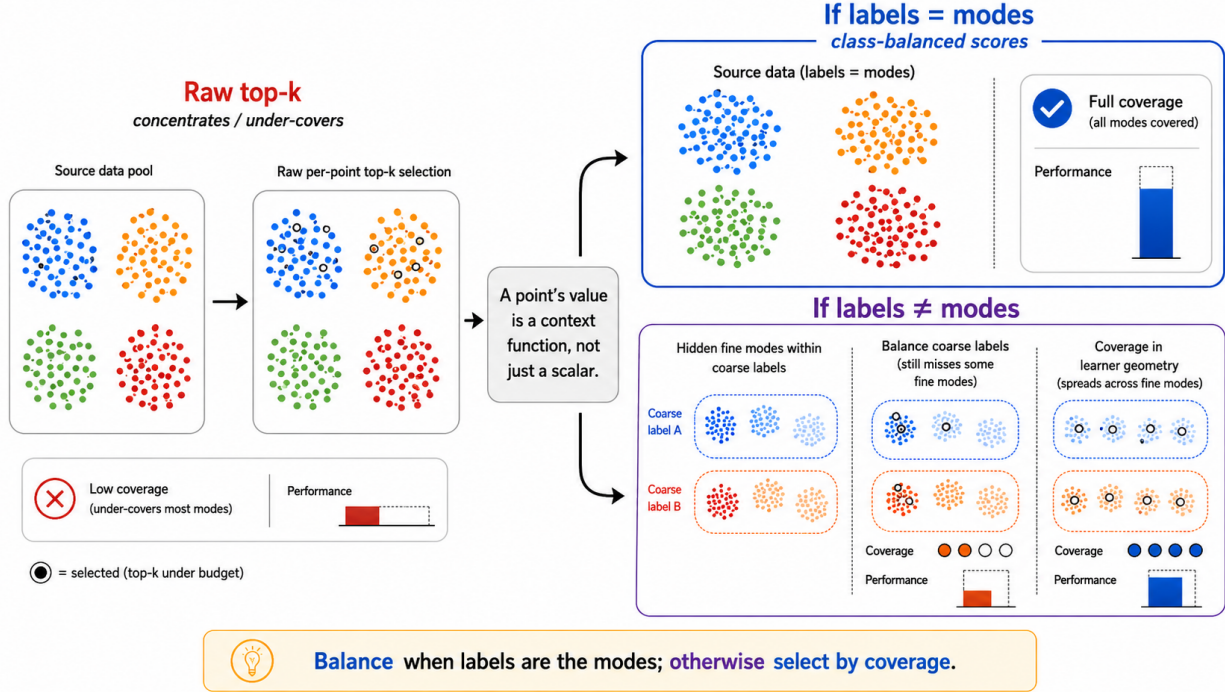 Raw top-k
concentrates / under-covers
Source data pool
Raw per-point top-k selection
Low coverage
(under-covers most modes)
Performance
= selected (top-k under budget)
A point's value
is a context
function, not
just a scalar.
If labels = modes
class-balanced scores
Source data (labels = modes)
Full coverage
(all modes covered)
Performance
If labels ≠ modes
Hidden fine modes within
coarse labels
Balance coarse labels
(still misses some
fine modes)
Coverage in
learner geometry
(spreads across fine modes)
Coarse
label A
Coarse
label B
Coverage
Performance
Coverage
Performance
Balance when labels are the modes; otherwise select by coverage.